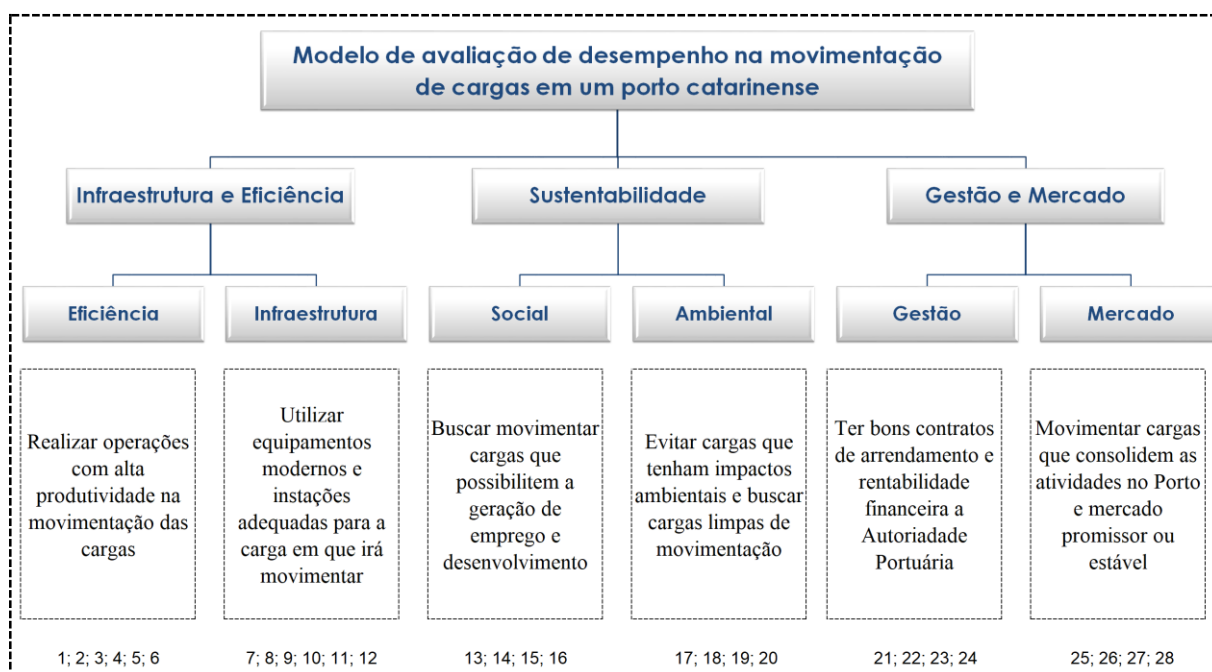 Modelo de avaliação de desempenho na movimentação
de cargas em um porto catarinense
Infraestrutura e Eficiência
Sustentabilidade
Gestão e Mercado
Eficiência
Infraestrutura
Social
Ambiental
Gestão
Mercado
Realizar operações
com alta
produtividade na
movimentação das
cargas
Utilizar
equipamentos
modernos e
instações
adequadas para a
carga em que irá
movimentar
Buscar movimentar
cargas que
possibilitem a
geração de
emprego e
desenvolvimento
Evitar cargas que
tenham impactos
ambientais e buscar
cargas limpas de
movimentação
Ter bons contratos
de arrendamento e
rentabilidade
financeira a
Autoriadade
Portuária
Movimentar cargas
que consolidem as
atividades no Porto
e mercado
promissor ou
estável
1; 2; 3; 4; 5; 6
7; 8; 9; 10; 11; 12
13; 14; 15; 16
17; 18; 19; 20
21; 22; 23; 24
25; 26; 27; 28